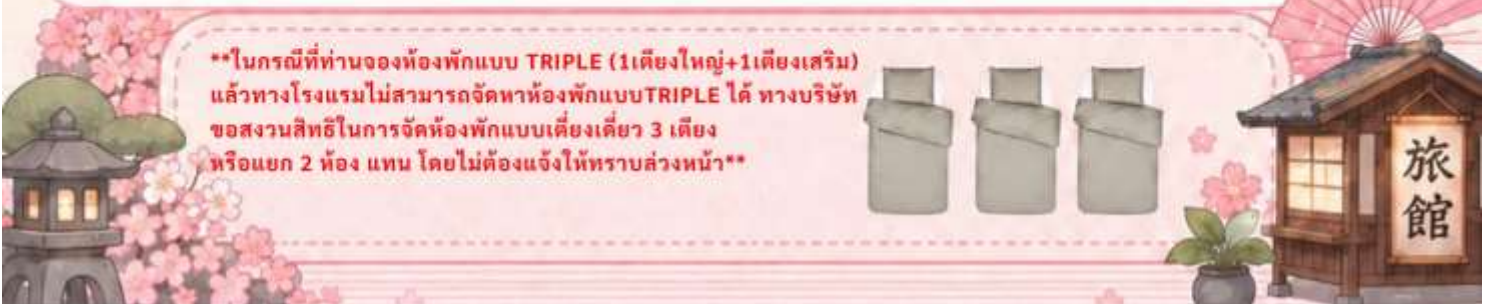 **ในกรณีที่ท่านจองห้องพักแบบ TRIPLE (1เตียงใหญ่+1เตียงเสริม)
แล้วทางโรงแรมไม่สามารถจัดหาห้องพักแบบTRIPLE ได้ ทางบริษัท
ขอสงวนสิทธิในการจัดห้องพักแบบเตี่ยงเดี่ยว 3 เตียง
หรือแยก 2 ห้อง แทน โดยไม่ต้องแจ้งให้ทราบล่วงหน้า**
旅館